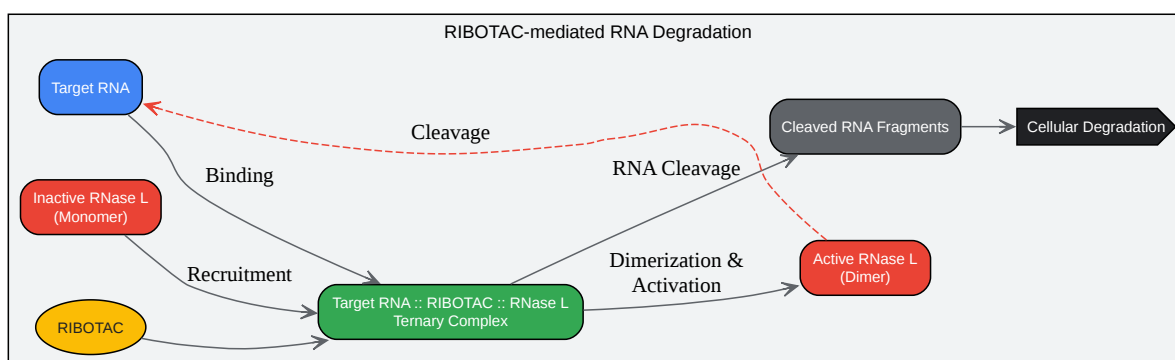 RIBOTAC-mediated RNA Degradation
Target RNA
Cleavage
Cleaved RNA Fragments
Cellular Degradation
Binding
RNA Cleavage
Inactive RNase L
(Monomer)
Recruitment
Dimerization &
Activation
Active RNase L
(Dimer)
Target RNA :: RIBOTAC :: RNase L
Ternary Complex
RIBOTAC